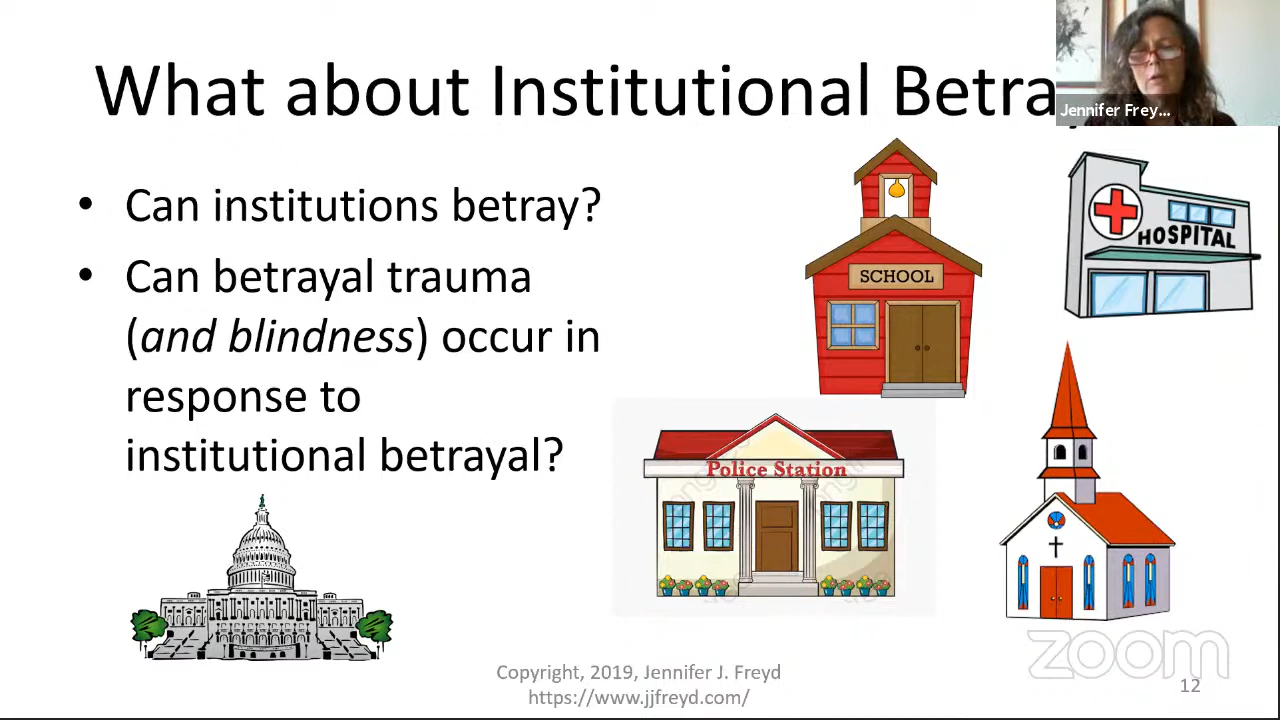 What about Institutional Betra
Jennifer Frey...
• Can institutions betray?
• Can betrayal trauma
(and blindness) occur in
response to
institutional betrayal?
SCHOOL
HOSPITAL
Police Station
zoom
Copyright, 2019, Jennifer J. Freyd
https://www.jjfreyd.com/
12